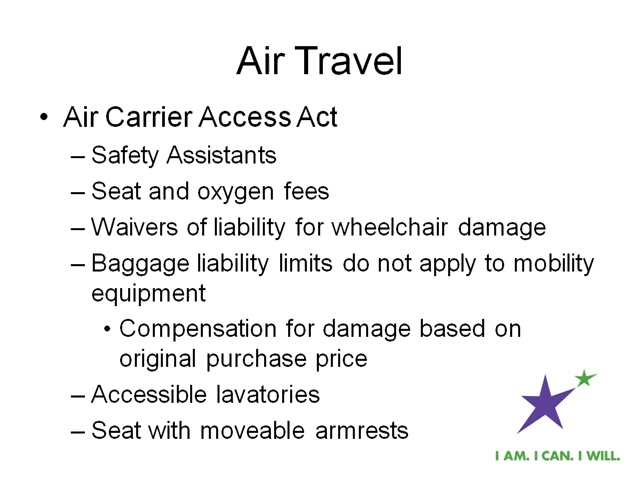 Air Travel
• Air Carrier Access Act
– Safety Assistants
– Seat and oxygen fees
– Waivers of liability for wheelchair damage
– Baggage liability limits do not apply to mobility
equipment
• Compensation for damage based on
original purchase price
– Accessible lavatories
– Seat with moveable armrests
I AM. I CAN. I WILL.